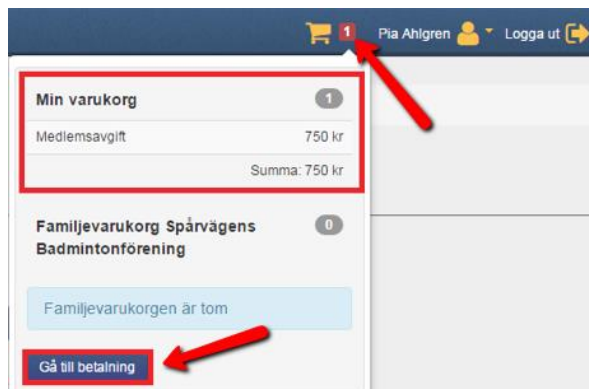 1 Pia Ahlgren Logga ut
Min varukorg 1
Medlemsavgift 750 kr
Summa: 750 kr
Familjevarukorg Spårvägens 0
Badmintonförening
Familjevarukorgen är tom
Gå till betalning